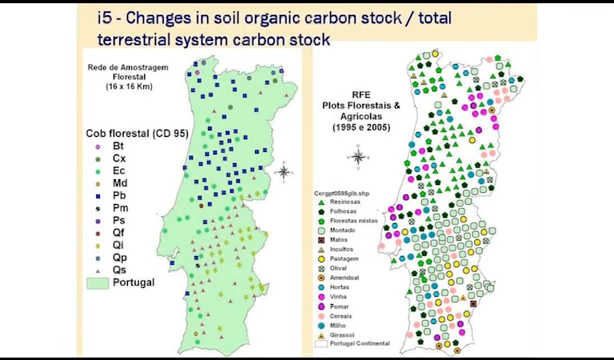 i5 - Changes in soil organic carbon stock / total
terrestrial system carbon stock
Rede de Amostragem
Florestal
(16 x 16 Km)
Cob florestal (CD 95)
Bt
Cx
Ec
Md
Pb
Pm
Ps
Qf
Qi
Qp
Qs
Portugal
RFE
Plots Florestais &
Agricolas
(1995 e 2005)
Corgpt0595glb.shp
Resinosas
Folhosas
Florestas mistas
Montado
Matos
Incultos
Pastagem
Olival
Amendoal
Hortas
Vinha
Pomar
Cereais
Milho
Girassol
Portugal Continental